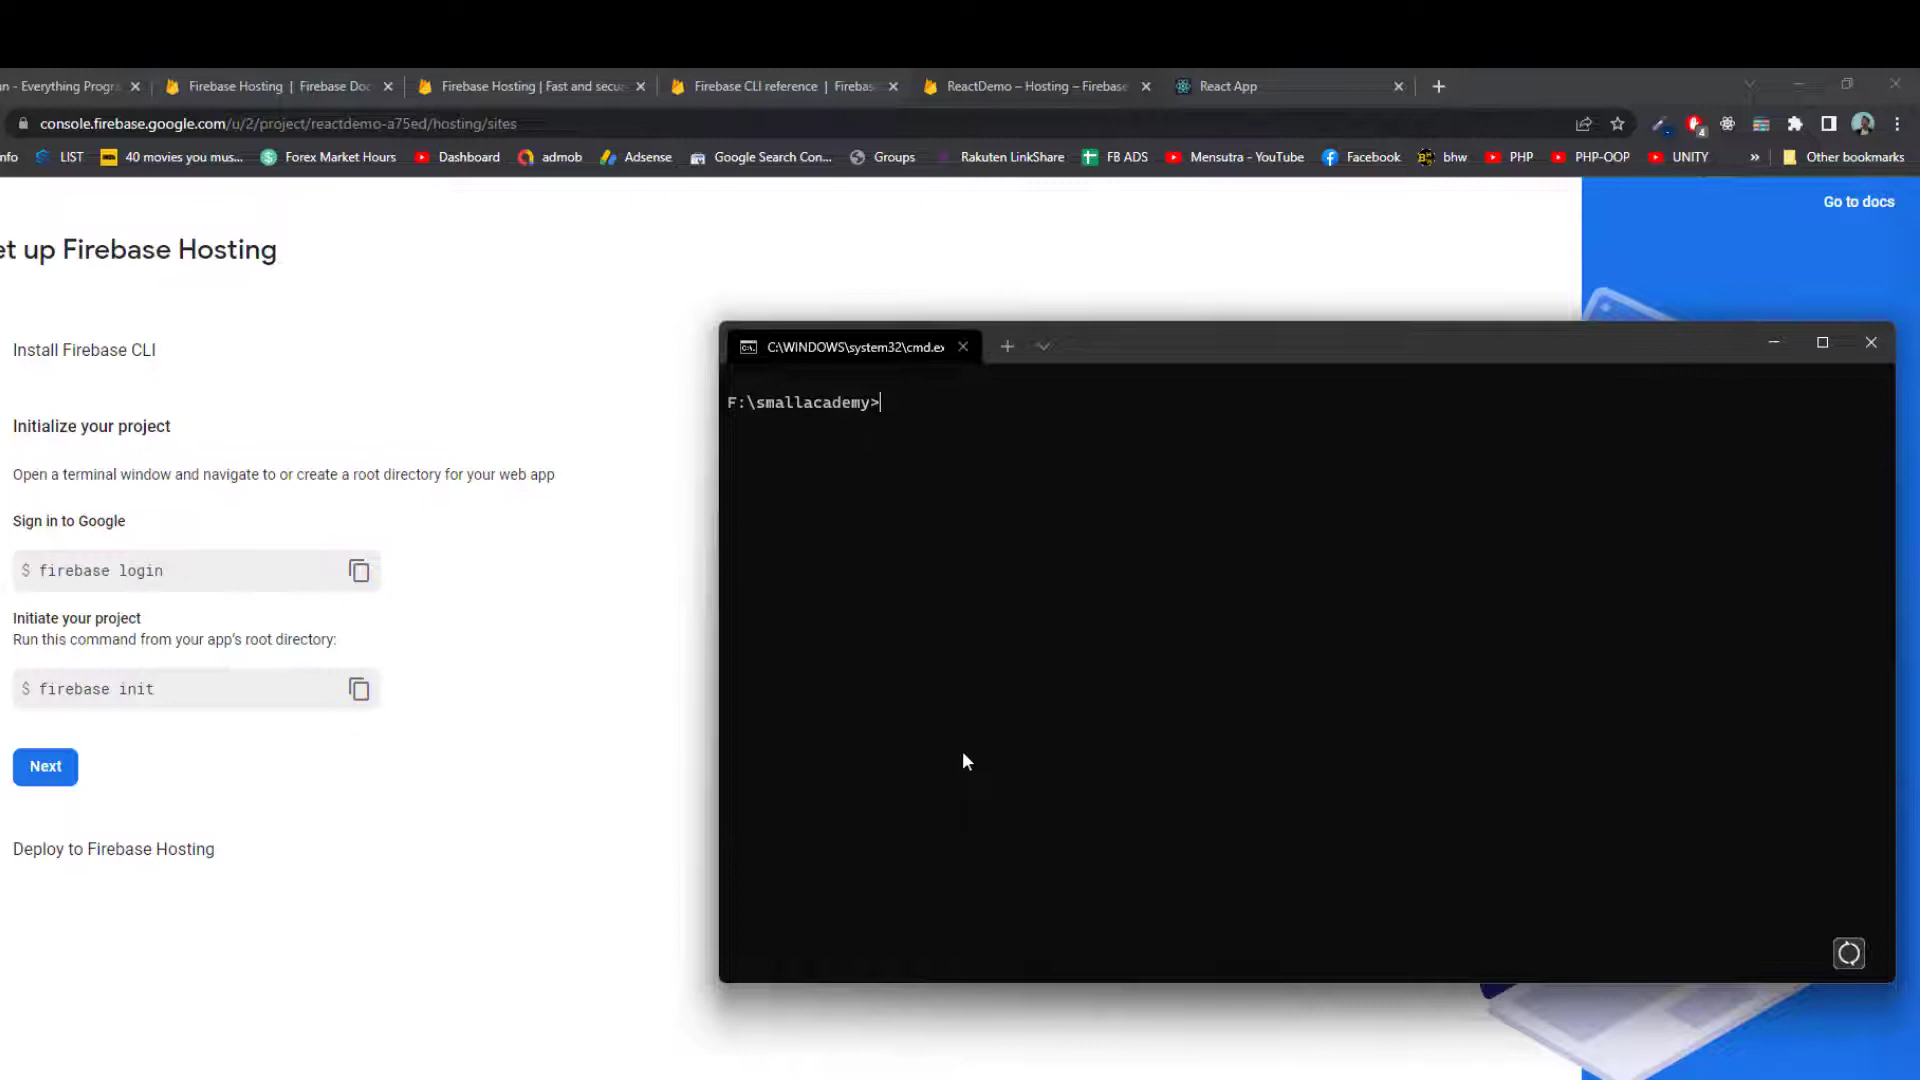 n - Everything Progra
Firebase Hosting | Firebase Doc
Firebase Hosting | Fast and secu
Firebase CLI reference | Firebas
ReactDemo – Hosting – Firebase
React App
console.firebase.google.com/u/2/project/reactdemo-a75ed/hosting/sites
4
nfo
LIST
40 movies you mus...
Forex Market Hours
Dashboard
admob
Adsense
Google Search Con...
Groups
Rakuten LinkShare
FB ADS
Mensutra - YouTube
Facebook
bhw
PHP
PHP-OOP
UNITY
»
Other bookmarks
Go to docs
et up Firebase Hosting
Install Firebase CLI
Initialize your project
Open a terminal window and navigate to or create a root directory for your web app
Sign in to Google
$ firebase login
Initiate your project
Run this command from your app's root directory:
$ firebase init
Next
Deploy to Firebase Hosting
C:\WINDOWS\system32\cmd.ex
F:\smallacademy>